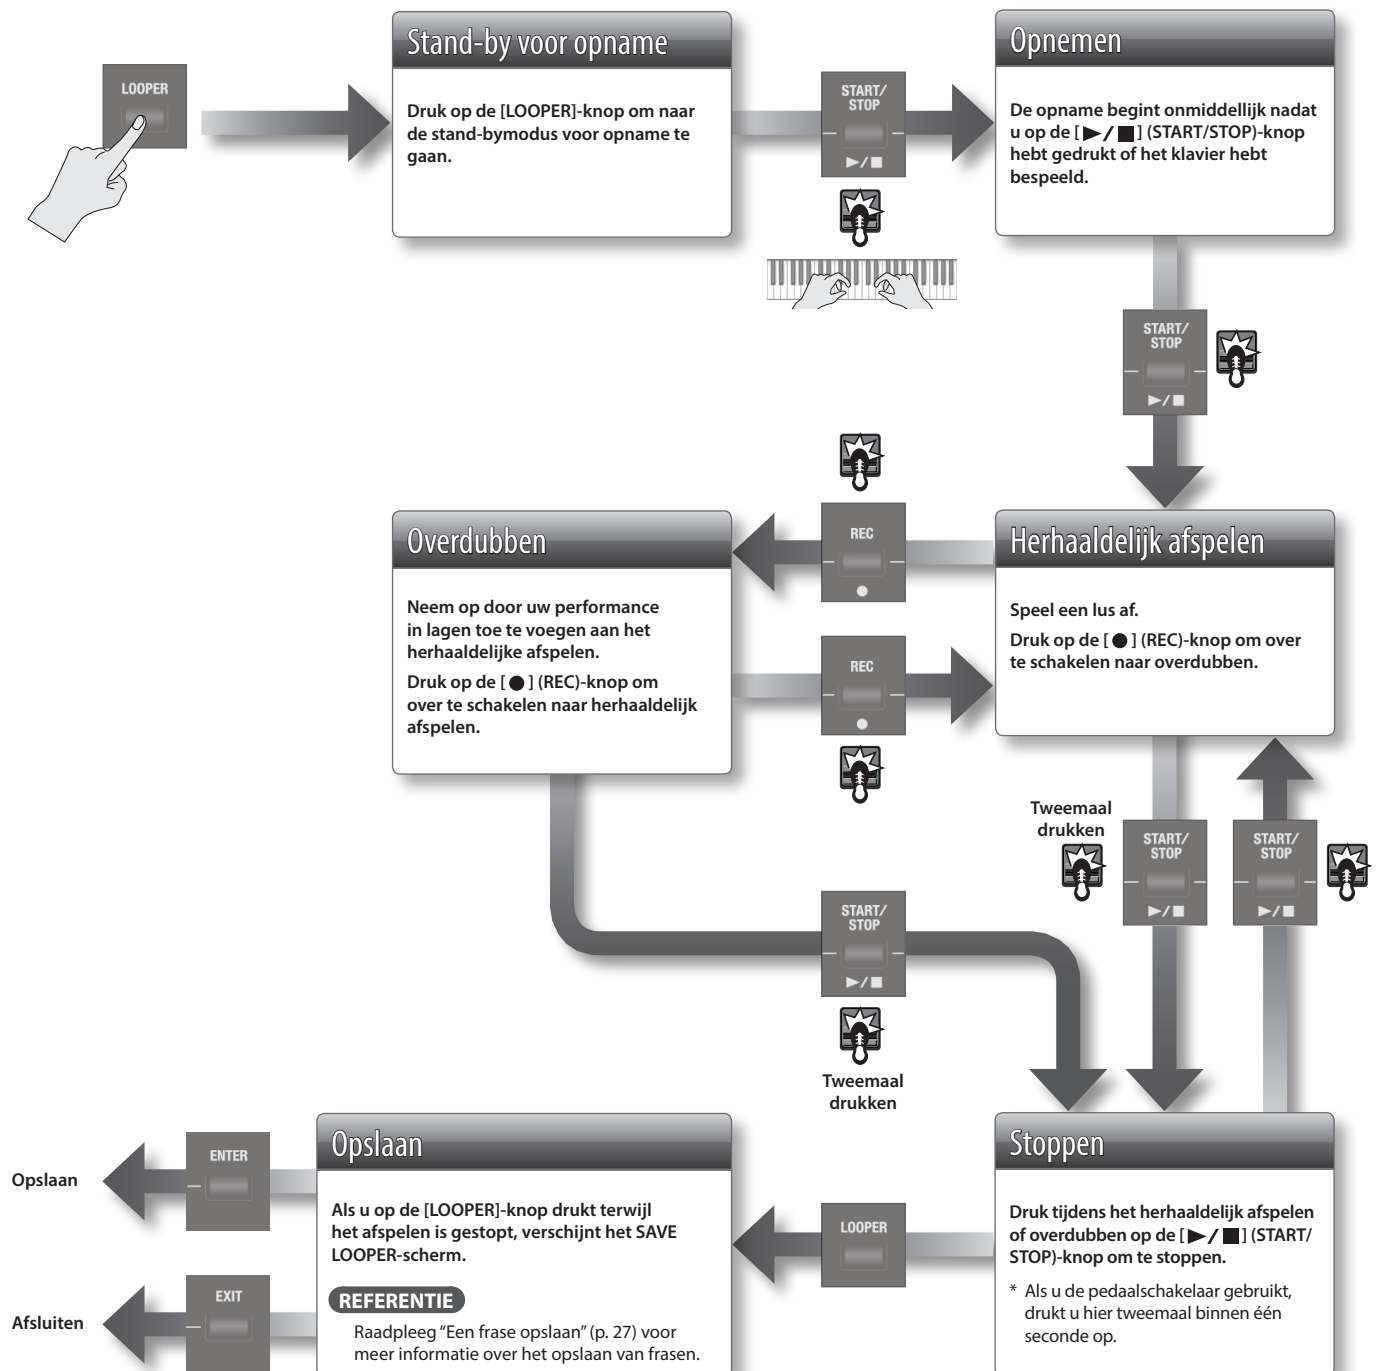 LOOPER
Stand-by voor opname
Druk op de [LOOPER]-knop om naar
de stand-bymodus voor opname te
gaan.
START/
STOP
►/■
Opnemen
De opname begint onmiddellijk nadat
u op de [►/■] (START/STOP)-knop
hebt gedrukt of het klavier hebt
bespeeld.
START/
STOP
►/■
Overdubben
Neem op door uw performance
in lagen toe te voegen aan het
herhaaldelijke afspelen.
Druk op de [●] (REC)-knop om
over te schakelen naar herhaaldelijk
afspelen.
REC
●
REC
●
Herhaaldelijk afspelen
Speel een lus af.
Druk op de [●] (REC)-knop om over
te schakelen naar overdubben.
Tweemaal
drukken
START/
STOP
►/■
START/
STOP
►/■
START/
STOP
►/■
Tweemaal
drukken
Opslaan
ENTER
Afsluiten
EXIT
Opslaan
Als u op de [LOOPER]-knop drukt terwijl
het afspelen is gestopt, verschijnt het SAVE
LOOPER-scherm.
REFERENTIE
Raadpleeg “Een frase opslaan” (p. 27) voor
meer informatie over het opslaan van frasen.
LOOPER
Stoppen
Druk tijdens het herhaaldelijk afspelen
of overdubben op de [►/■] (START/
STOP)-knop om te stoppen.
* Als u de pedaalschakelaar gebruikt,
drukt u hier tweemaal binnen één
seconde op.